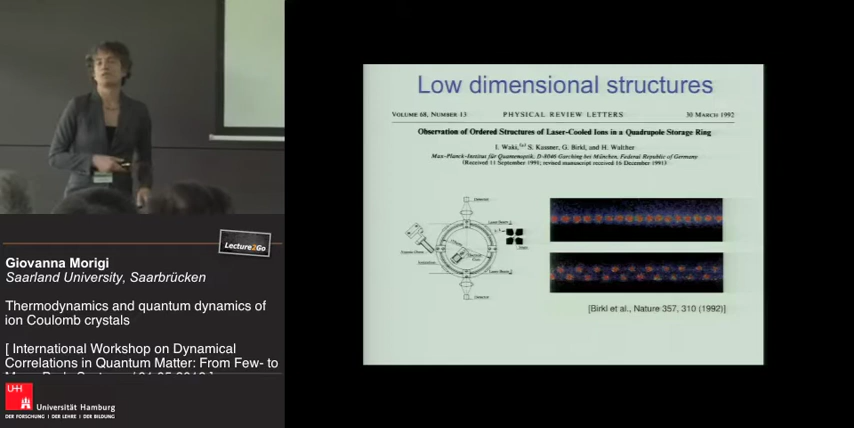 Low dimensional structures
VOLUME 68, NUMBER 13 PHYSICAL REVIEW LETTERS 30 MARCH 1992
Observation of Ordered Structures of Laser-Cooled Ions in a Quadrupole Storage Ring
I. Waki, S. Kassner, G. Birkl, and H. Walther
Max-Planck-Institut für Quantenoptik, D-8046 Garching bei München, Federal Republic of Germany
(Received 11 September 1991; revised manuscript received 16 December 1991)
[Birkl et al., Nature 357, 310 (1992)]
Lecture2Go
Giovanna Morigi
Saarland University, Saarbrücken
Thermodynamics and quantum dynamics of
ion Coulomb crystals
[ International Workshop on Dynamical
Correlations in Quantum Matter: From Few- to
UH
Universität Hamburg
DER FORSCHUNG | DER LEHRE | DER BILDUNG